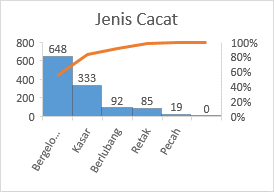 Jenis Cacat
800
600
400
200
0
648
333
92
85
19
0
100%
80%
60%
40%
20%
0%
Bergelo...
Kasar
Berlubang
Retak
Pecah